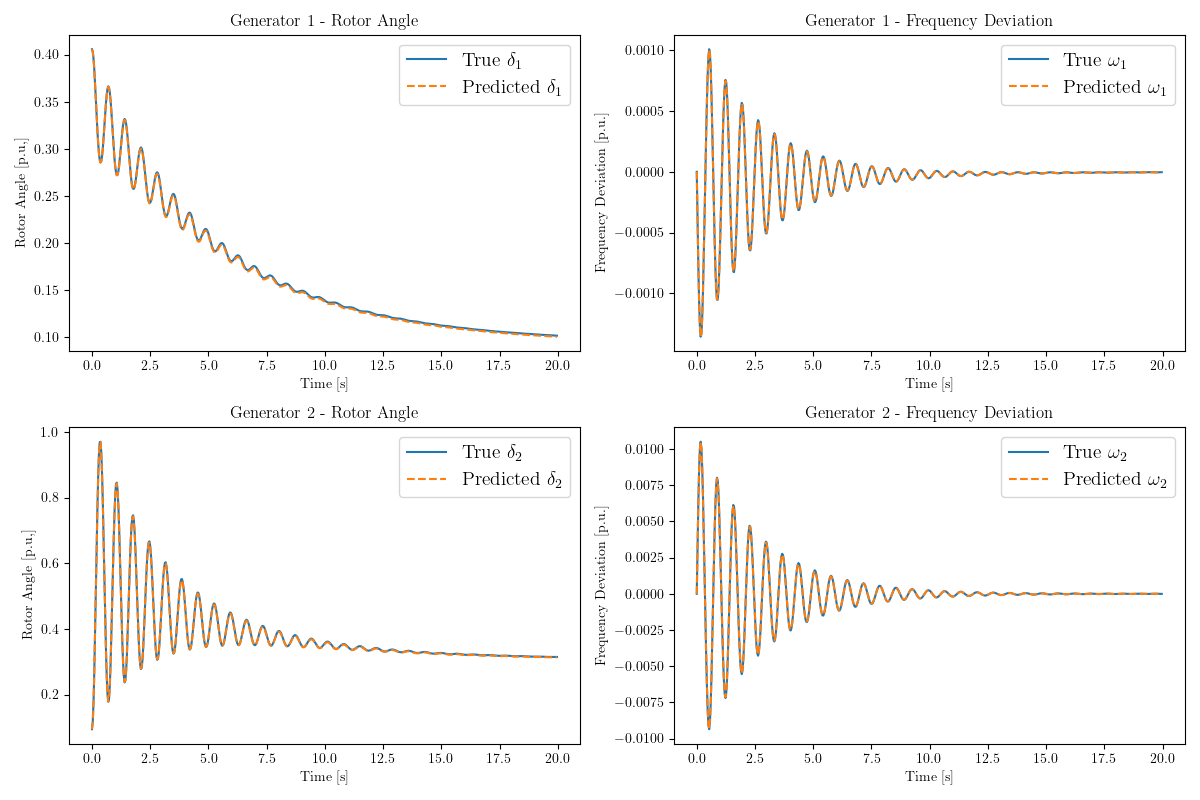 Generator 1 - Rotor Angle
0.40
0.35
0.30
0.25
0.20
0.15
0.10
Rotor Angle [p.u.]
True δ₁
Predicted δ₁
0.0 2.5 5.0 7.5 10.0 12.5 15.0 17.5 20.0
Time [s]
Generator 1 - Frequency Deviation
0.0010
0.0005
0.0000
−0.0005
−0.0010
Frequency Deviation [p.u.]
True ω₁
Predicted ω₁
0.0 2.5 5.0 7.5 10.0 12.5 15.0 17.5 20.0
Time [s]
Generator 2 - Rotor Angle
1.0
0.8
0.6
0.4
0.2
Rotor Angle [p.u.]
True δ₂
Predicted δ₂
0.0 2.5 5.0 7.5 10.0 12.5 15.0 17.5 20.0
Time [s]
Generator 2 - Frequency Deviation
0.0100
0.0075
0.0050
0.0025
0.0000
−0.0025
−0.0050
−0.0075
−0.0100
Frequency Deviation [p.u.]
True ω₂
Predicted ω₂
0.0 2.5 5.0 7.5 10.0 12.5 15.0 17.5 20.0
Time [s]